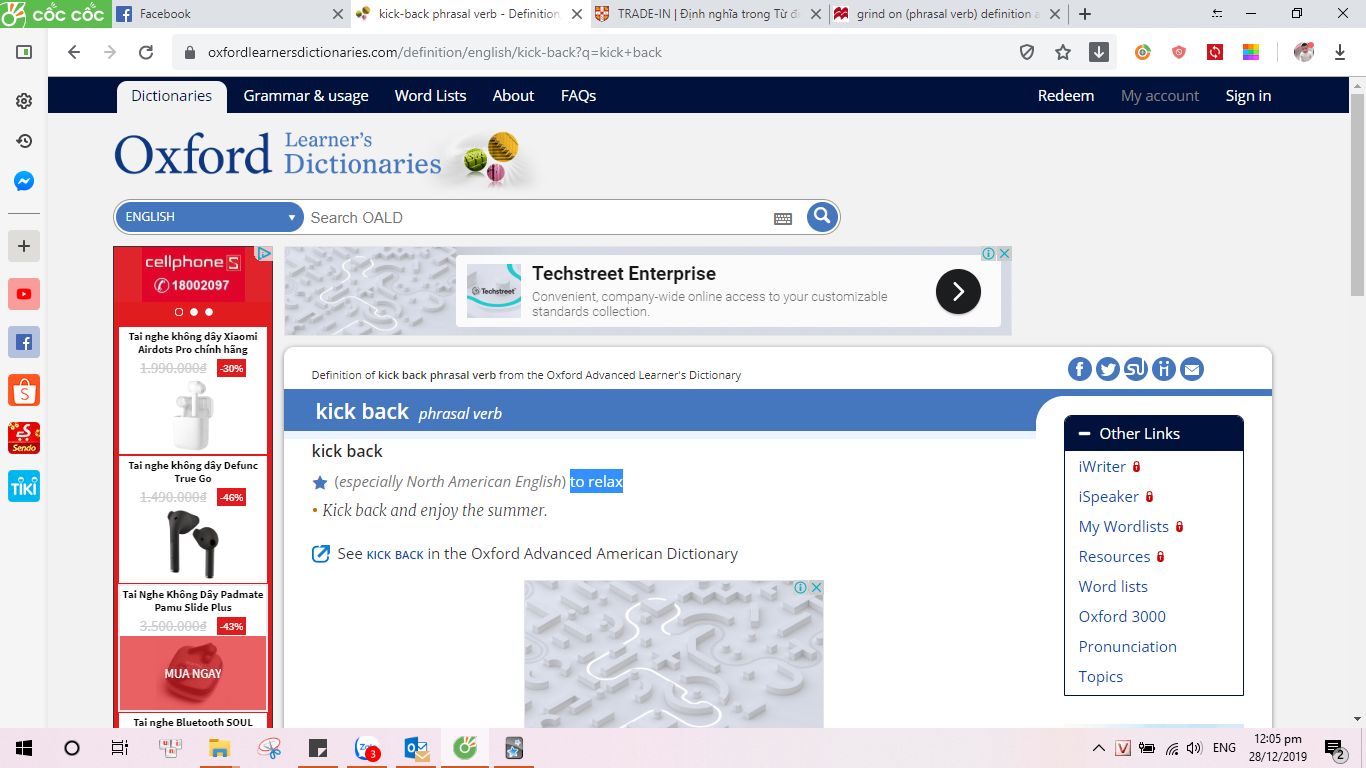 cốc cốc
Facebook
kick-back phrasal verb - Definition,
TRADE-IN | Định nghĩa trong Từ đi
grind on (phrasal verb) definition a
oxfordlearnersdictionaries.com/definition/english/kick-back?q=kick+back
Dictionaries Grammar & usage Word Lists About FAQs Redeem My account Sign in
Oxford Learner's Dictionaries
ENGLISH Search OALD
cellphone S
18002097
Tai nghe không dây Xiaomi
Airdots Pro chính hãng
1.990.000₫ -30%
Tai nghe không dây Defunc
True Go
1.490.000₫ -46%
Tai Nghe Không Dây Padmate
Pamu Slide Plus
3.500.000₫ -43%
MUA NGAY
Tai nghe Bluetooth SOUL
Techstreet
Techstreet Enterprise
Convenient, company-wide online access to your customizable
standards collection.
Definition of kick back phrasal verb from the Oxford Advanced Learner's Dictionary
kick back phrasal verb
kick back
(especially North American English) to relax
• Kick back and enjoy the summer.
See KICK BACK in the Oxford Advanced American Dictionary
Other Links
iWriter
iSpeaker
My Wordlists
Resources
Word lists
Oxford 3000
Pronunciation
Topics
Sendo
TIKI
3
V ENG
12:05 pm
28/12/2019
2